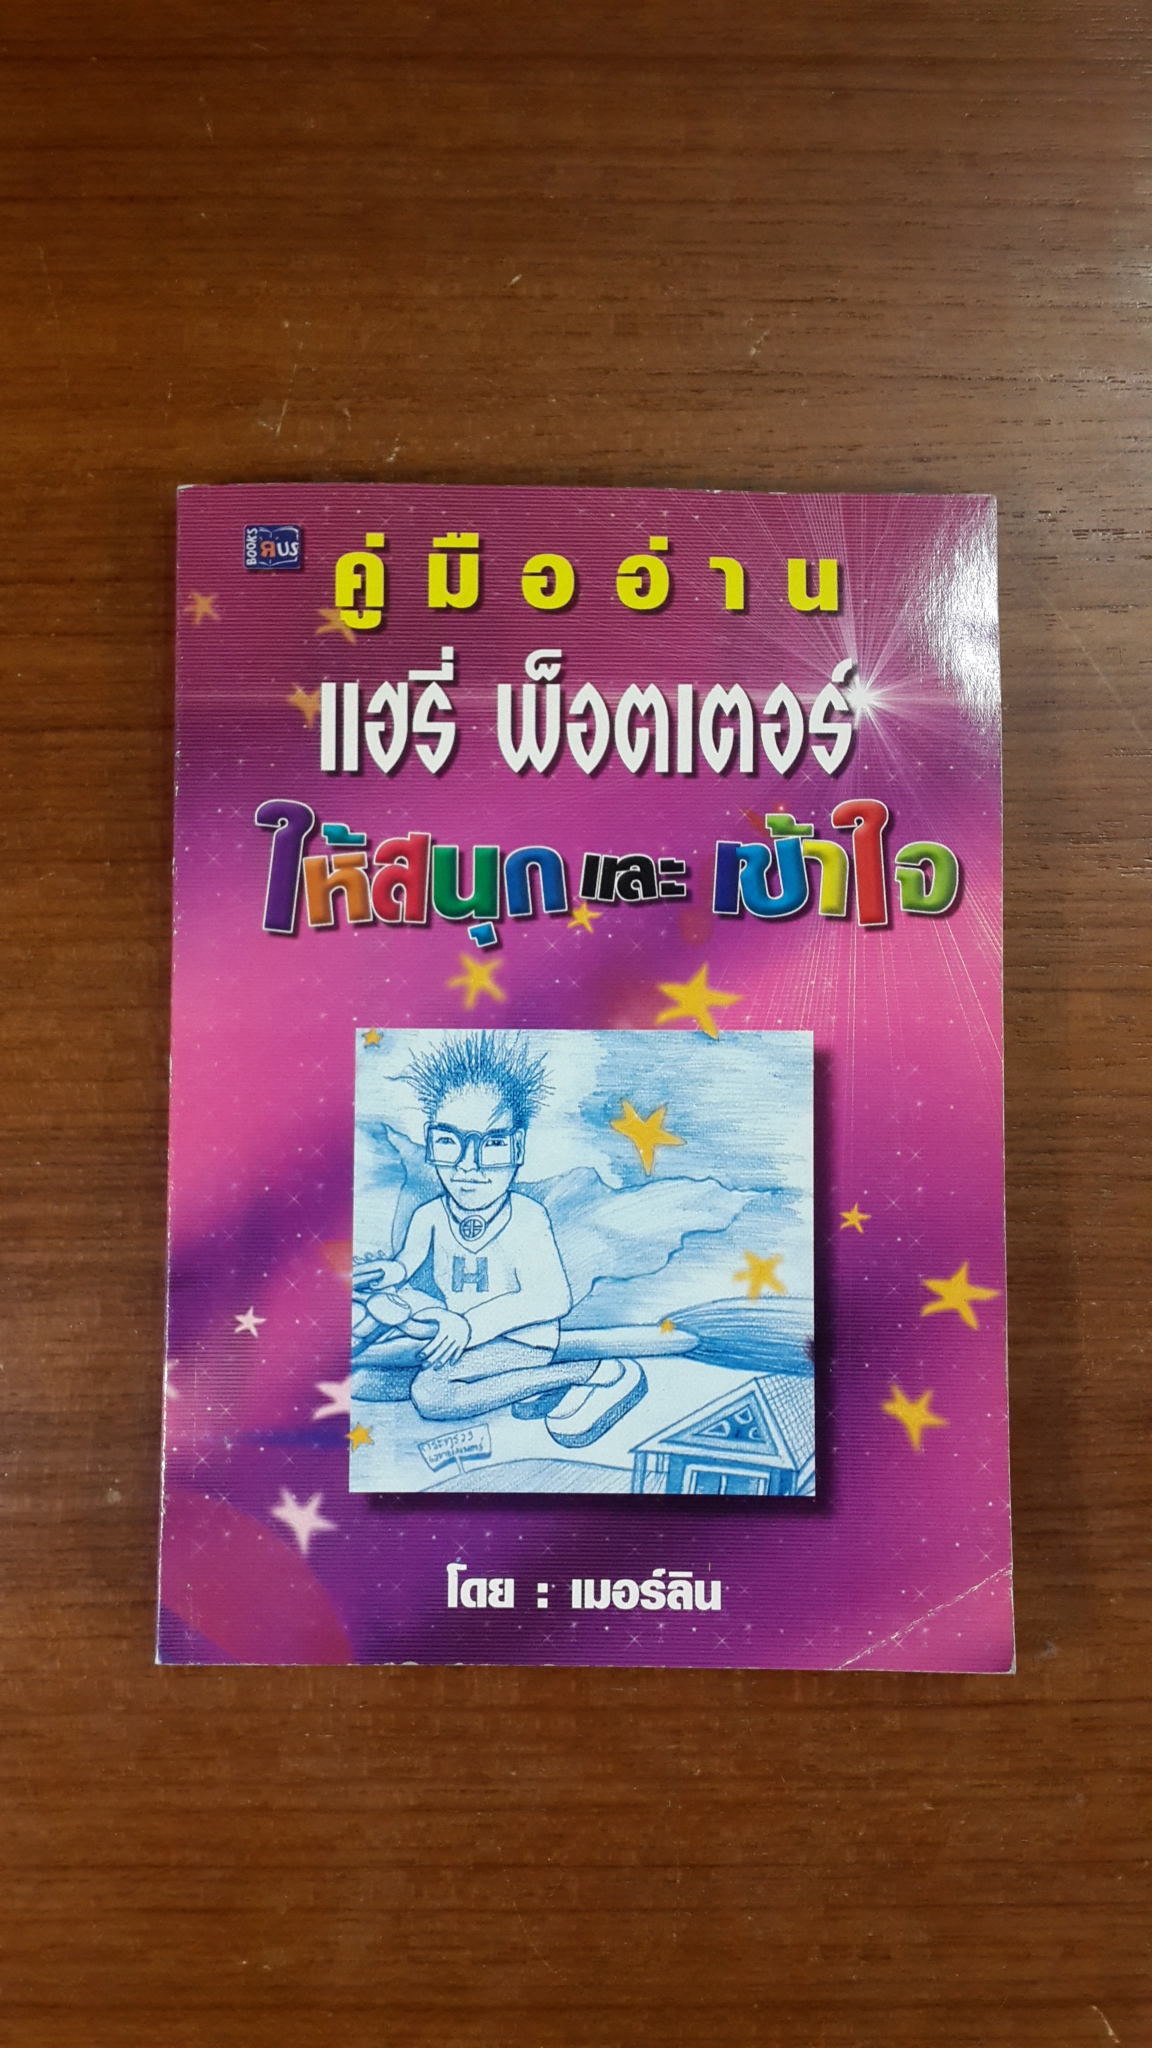 BOOKS ЯUS
คู่มืออ่าน
แฮรี่ พ็อตเตอร์
ให้สนุกและเข้าใจ
H
โดย : เมอร์ลิน